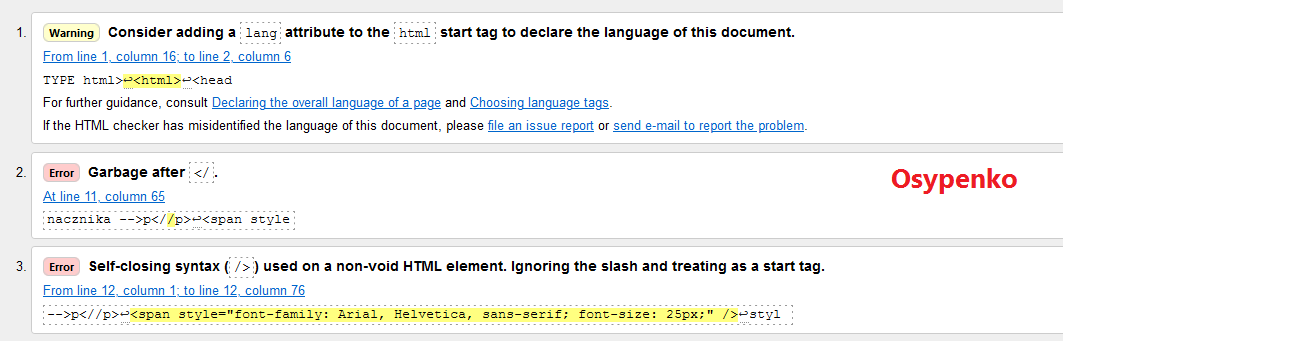 1. Warning Consider adding a lang attribute to the html start tag to declare the language of this document.
From line 1, column 16; to line 2, column 6
TYPE html>↩<html>↩<head
For further guidance, consult Declaring the overall language of a page and Choosing language tags.
If the HTML checker has misidentified the language of this document, please file an issue report or send e-mail to report the problem.
2. Error Garbage after </.
Osypenko
At line 11, column 65
nacznika -->p<//p>↩<span style
3. Error Self-closing syntax (/>) used on a non-void HTML element. Ignoring the slash and treating as a start tag.
From line 12, column 1; to line 12, column 76
-->p<//p>↩<span style="font-family: Arial, Helvetica, sans-serif; font-size: 25px;" />↩styl